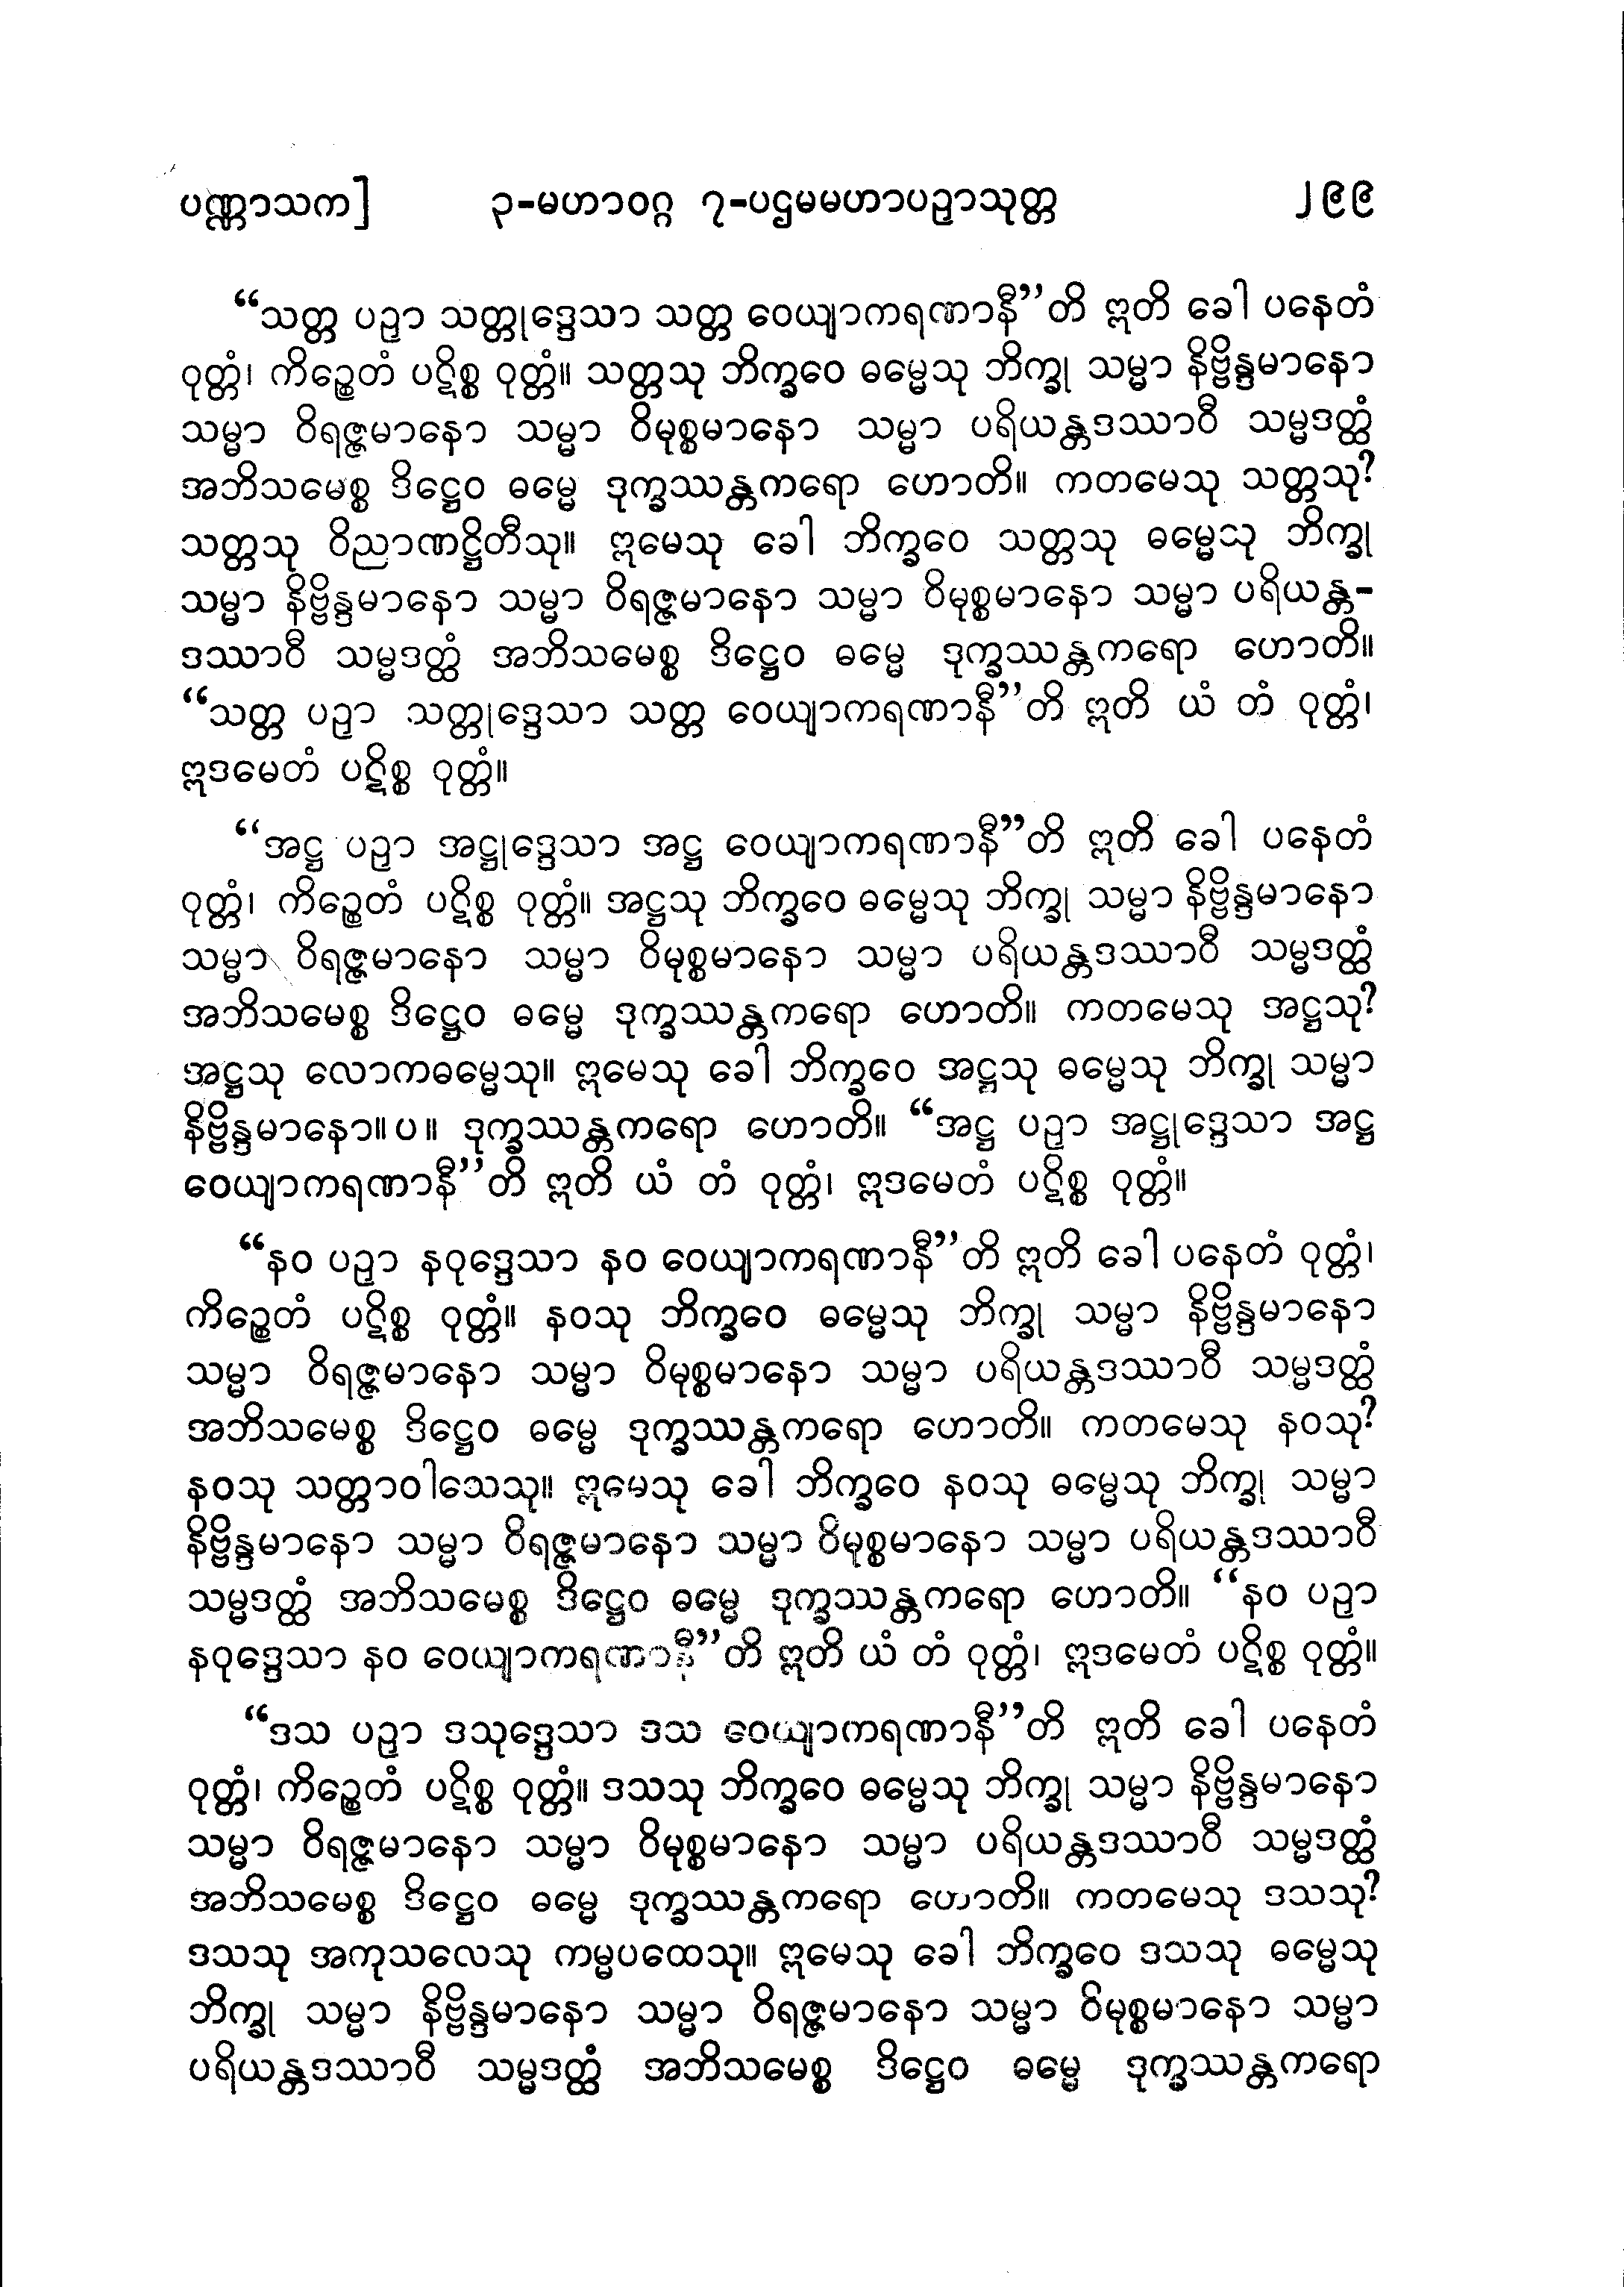 ပဏ္ဏာသက] ၃-မဟာဝဂ္ဂ ၇-ပဌမမဟာပဉှာသုတ္တ ၂၉၉
“သတ္တ ပဉှာ သတ္တုဒ္ဒေသာ သတ္တ ဝေယျာကရဏာနီ”တိ ဣတိ ခေါ ပနေတံ
ဝုတ္တံ၊ ကိဉ္စေတံ ပဋိစ္စ ဝုတ္တံ။ သတ္တသု ဘိက္ခဝေ ဓမ္မေသု ဘိက္ခု သမ္မာ နိဗ္ဗိန္ဒမာနော
သမ္မာ ဝိရဇ္ဇမာနော သမ္မာ ဝိမုစ္စမာနော သမ္မာ ပရိယန္တဒဿာဝီ သမ္မဒတ္ထံ
အဘိသမေစ္စ ဒိဋ္ဌေဝ ဓမ္မေ ဒုက္ခဿန္တကရော ဟောတိ။ ကတမေသု သတ္တသု?
သတ္တသု ဝိညာဏဋ္ဌိတီသု။ ဣမေသု ခေါ ဘိက္ခဝေ သတ္တသု ဓမ္မေသု ဘိက္ခု
သမ္မာ နိဗ္ဗိန္ဒမာနော သမ္မာ ဝိရဇ္ဇမာနော သမ္မာ ဝိမုစ္စမာနော သမ္မာ ပရိယန္တ-
ဒဿာဝီ သမ္မဒတ္ထံ အဘိသမေစ္စ ဒိဋ္ဌေဝ ဓမ္မေ ဒုက္ခဿန္တကရော ဟောတိ။
“သတ္တ ပဉှာ သတ္တုဒ္ဒေသာ သတ္တ ဝေယျာကရဏာနီ”တိ ဣတိ ယံ တံ ဝုတ္တံ၊
ဣဒမေတံ ပဋိစ္စ ဝုတ္တံ။
“အဋ္ဌ ပဉှာ အဋ္ဌုဒ္ဒေသာ အဋ္ဌ ဝေယျာကရဏာနီ”တိ ဣတိ ခေါ ပနေတံ
ဝုတ္တံ၊ ကိဉ္စေတံ ပဋိစ္စ ဝုတ္တံ။ အဋ္ဌသု ဘိက္ခဝေ ဓမ္မေသု ဘိက္ခု သမ္မာ နိဗ္ဗိန္ဒမာနော
သမ္မာ ဝိရဇ္ဇမာနော သမ္မာ ဝိမုစ္စမာနော သမ္မာ ပရိယန္တဒဿာဝီ သမ္မဒတ္ထံ
အဘိသမေစ္စ ဒိဋ္ဌေဝ ဓမ္မေ ဒုက္ခဿန္တကရော ဟောတိ။ ကတမေသု အဋ္ဌသု?
အဋ္ဌသု လောကဓမ္မေသု။ ဣမေသု ခေါ ဘိက္ခဝေ အဋ္ဌသု ဓမ္မေသု ဘိက္ခု သမ္မာ
နိဗ္ဗိန္ဒမာနော။ပ။ ဒုက္ခဿန္တကရော ဟောတိ။ “အဋ္ဌ ပဉှာ အဋ္ဌုဒ္ဒေသာ အဋ္ဌ
ဝေယျာကရဏာနီ”တိ ဣတိ ယံ တံ ဝုတ္တံ၊ ဣဒမေတံ ပဋိစ္စ ဝုတ္တံ။
“နဝ ပဉှာ နဝုဒ္ဒေသာ နဝ ဝေယျာကရဏာနီ”တိ ဣတိ ခေါ ပနေတံ ဝုတ္တံ၊
ကိဉ္စေတံ ပဋိစ္စ ဝုတ္တံ။ နဝသု ဘိက္ခဝေ ဓမ္မေသု ဘိက္ခု သမ္မာ နိဗ္ဗိန္ဒမာနော
သမ္မာ ဝိရဇ္ဇမာနော သမ္မာ ဝိမုစ္စမာနော သမ္မာ ပရိယန္တဒဿာဝီ သမ္မဒတ္ထံ
အဘိသမေစ္စ ဒိဋ္ဌေဝ ဓမ္မေ ဒုက္ခဿန္တကရော ဟောတိ။ ကတမေသု နဝသု?
နဝသု သတ္တာဝါသေသု။ ဣမေသု ခေါ ဘိက္ခဝေ နဝသု ဓမ္မေသု ဘိက္ခု သမ္မာ
နိဗ္ဗိန္ဒမာနော သမ္မာ ဝိရဇ္ဇမာနော သမ္မာ ဝိမုစ္စမာနော သမ္မာ ပရိယန္တဒဿာဝီ
သမ္မဒတ္ထံ အဘိသမေစ္စ ဒိဋ္ဌေဝ ဓမ္မေ ဒုက္ခဿန္တကရော ဟောတိ။ “နဝ ပဉှာ
နဝုဒ္ဒေသာ နဝ ဝေယျာကရဏာနီ”တိ ဣတိ ယံ တံ ဝုတ္တံ၊ ဣဒမေတံ ပဋိစ္စ ဝုတ္တံ။
“ဒသ ပဉှာ ဒသုဒ္ဒေသာ ဒသ ဝေယျာကရဏာနီ”တိ ဣတိ ခေါ ပနေတံ
ဝုတ္တံ၊ ကိဉ္စေတံ ပဋိစ္စ ဝုတ္တံ။ ဒသသု ဘိက္ခဝေ ဓမ္မေသု ဘိက္ခု သမ္မာ နိဗ္ဗိန္ဒမာနော
သမ္မာ ဝိရဇ္ဇမာနော သမ္မာ ဝိမုစ္စမာနော သမ္မာ ပရိယန္တဒဿာဝီ သမ္မဒတ္ထံ
အဘိသမေစ္စ ဒိဋ္ဌေဝ ဓမ္မေ ဒုက္ခဿန္တကရော ဟောတိ။ ကတမေသု ဒသသု?
ဒသသု အကုသလေသု ကမ္မပထေသု။ ဣမေသု ခေါ ဘိက္ခဝေ ဒသသု ဓမ္မေသု
ဘိက္ခု သမ္မာ နိဗ္ဗိန္ဒမာနော သမ္မာ ဝိရဇ္ဇမာနော သမ္မာ ဝိမုစ္စမာနော သမ္မာ
ပရိယန္တဒဿာဝီ သမ္မဒတ္ထံ အဘိသမေစ္စ ဒိဋ္ဌေဝ ဓမ္မေ ဒုက္ခဿန္တကရော